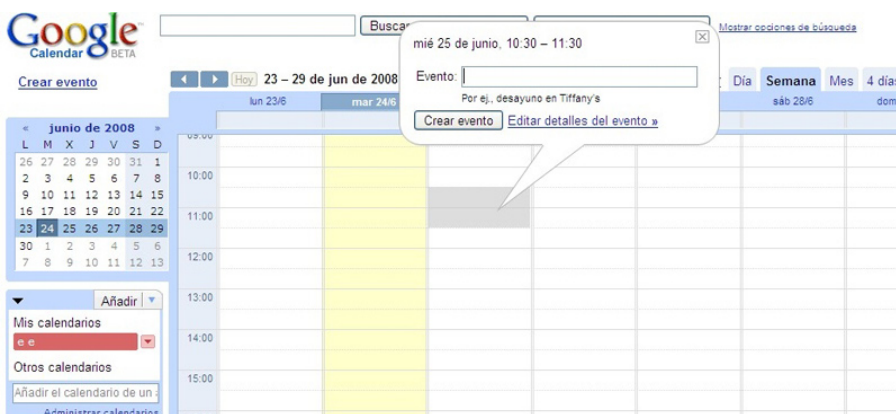 Google
Calendar BETA
Buscar
Mostrar opciones de búsqueda
Crear evento
Hoy 23 – 29 de jun de 2008
Día Semana Mes 4 días
lun 23/6 mar 24/6 sáb 28/6 dom
mié 25 de junio, 10:30 – 11:30
Evento:
Por ej., desayuno en Tiffany's
Crear evento Editar detalles del evento »
« junio de 2008 »
L M X J V S D
26 27 28 29 30 31 1
2 3 4 5 6 7 8
9 10 11 12 13 14 15
16 17 18 19 20 21 22
23 24 25 26 27 28 29
30 1 2 3 4 5 6
7 8 9 10 11 12 13
Añadir
Mis calendarios
e e
Otros calendarios
Añadir el calendario de un
Administrar calendarios
09:00
10:00
11:00
12:00
13:00
14:00
15:00